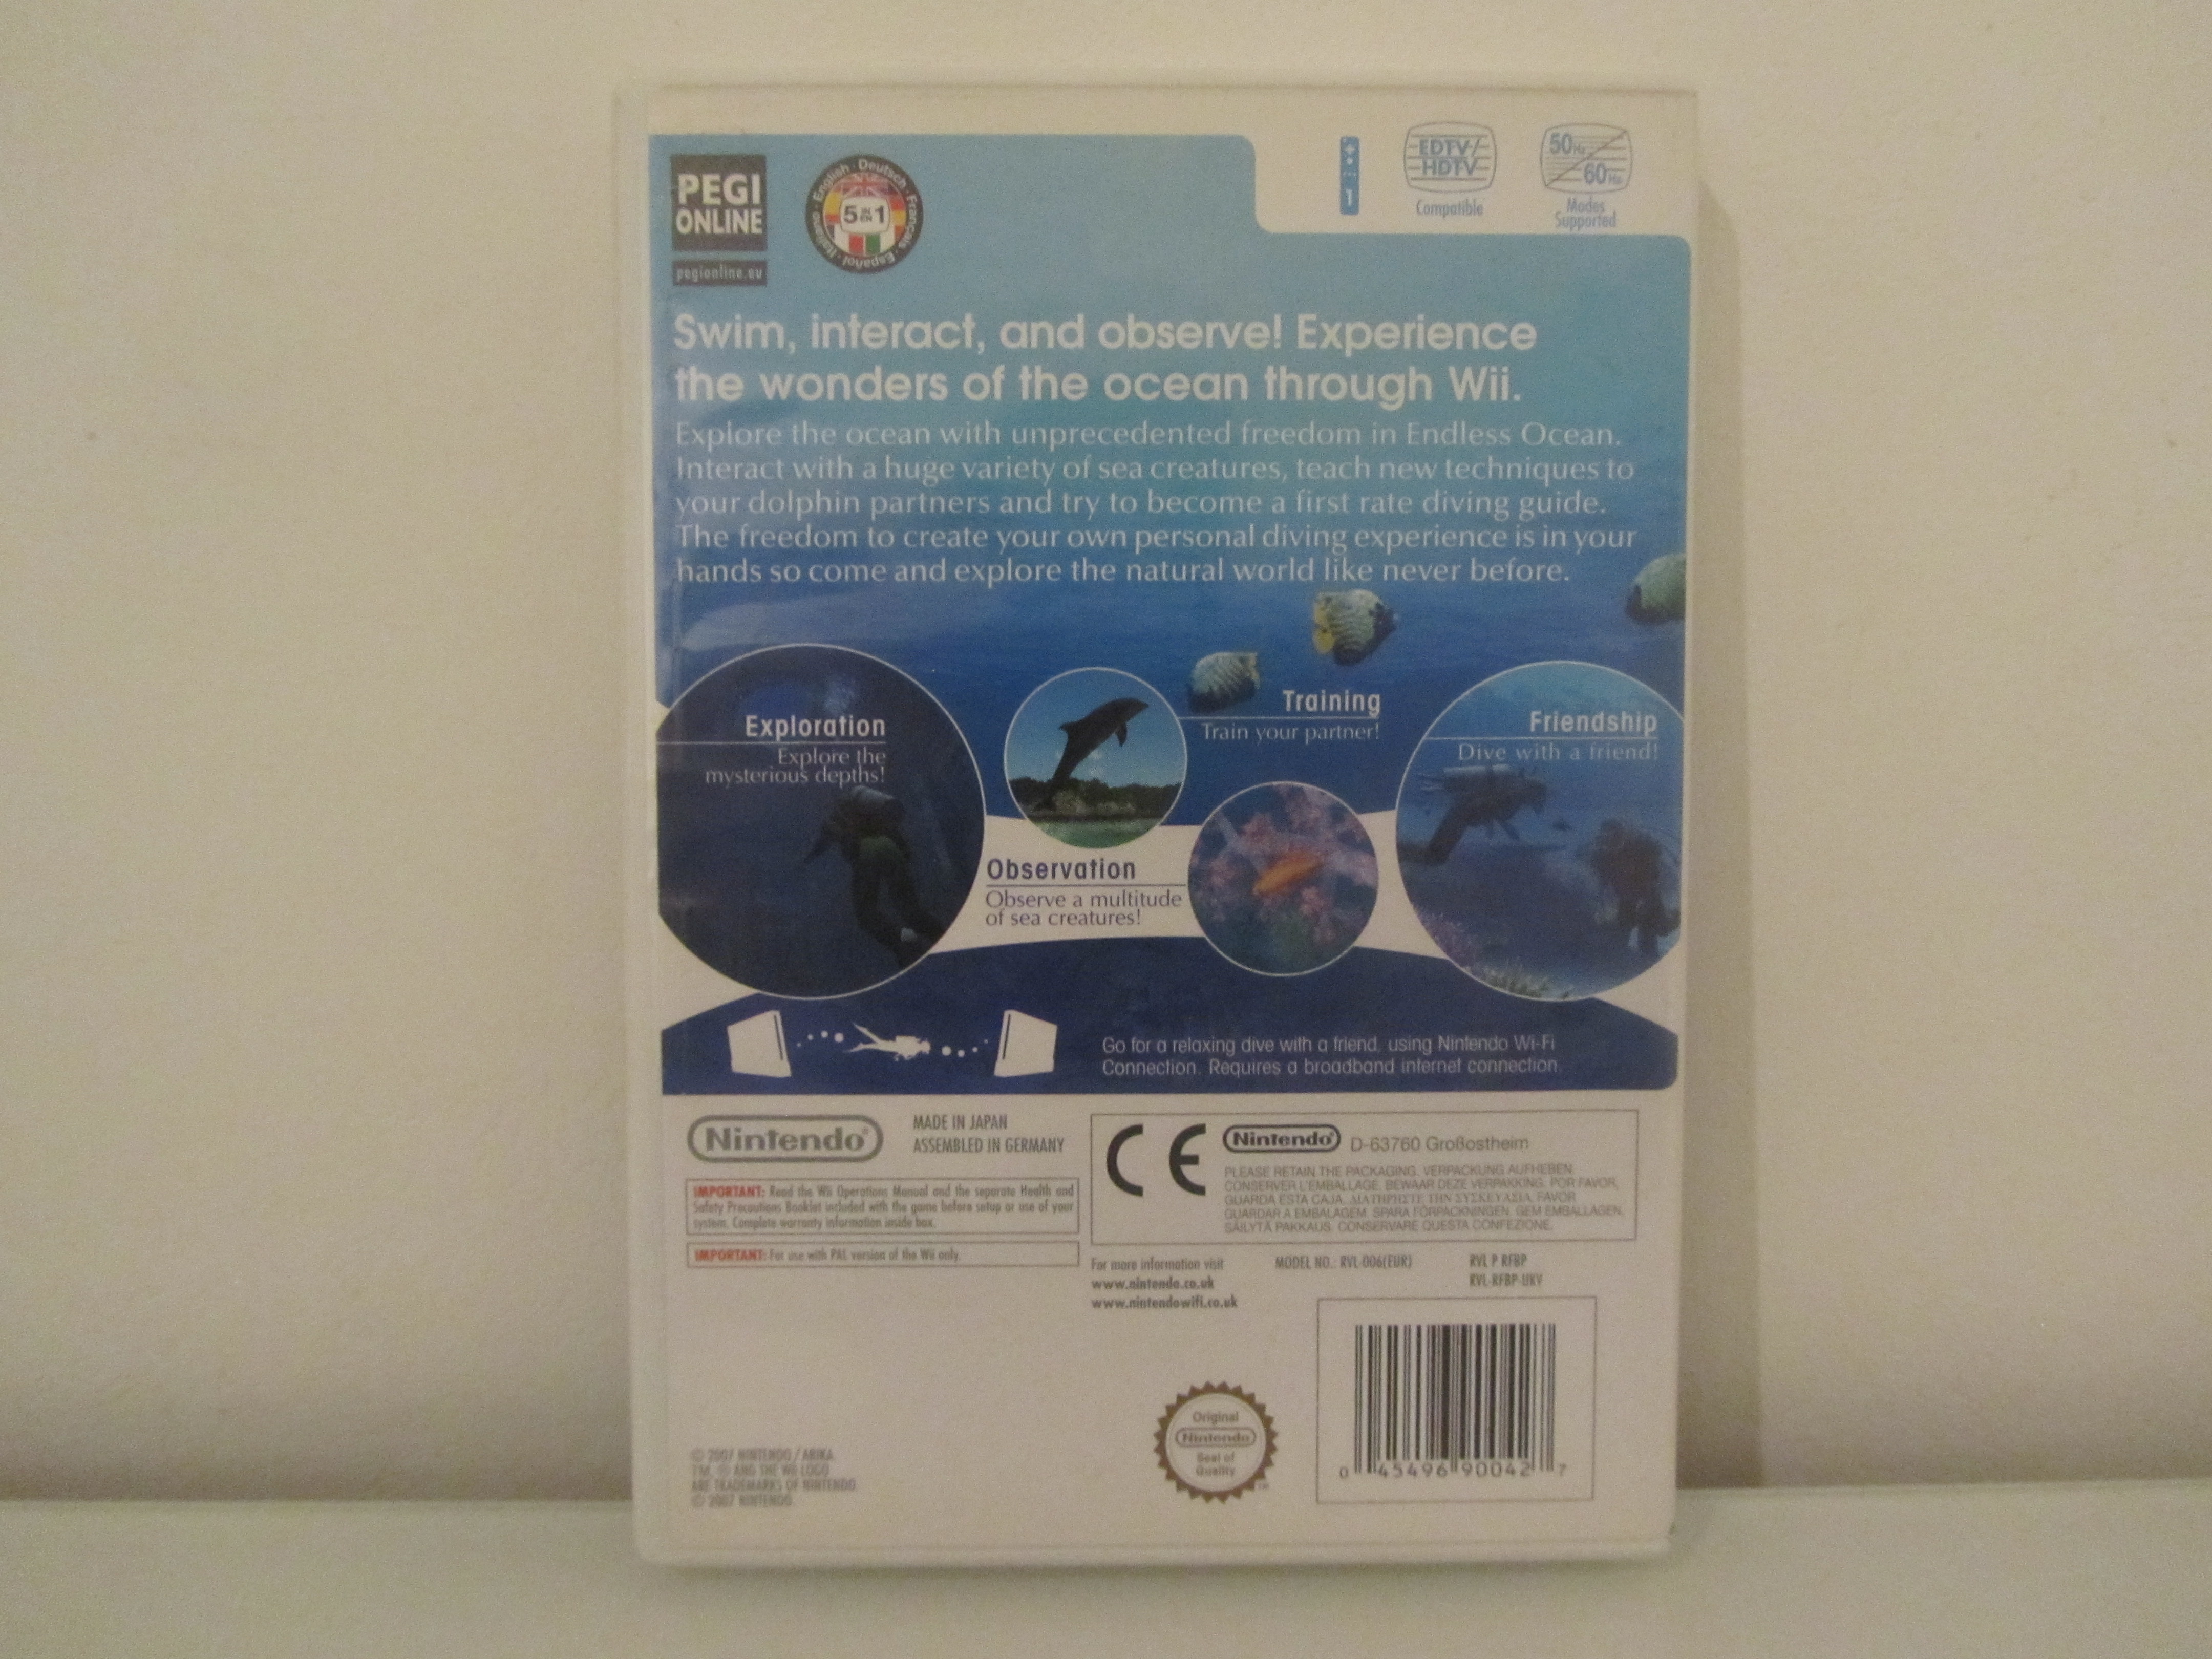 PEGI
ONLINE
pegionline.eu
English · Deutsch · Français · Español · Italiano
5 IN EN 1
1
EDTV/
HDTV
Compatible
50Hz
60Hz
Modes
Supported
Swim, interact, and observe! Experience
the wonders of the ocean through Wii.
Explore the ocean with unprecedented freedom in Endless Ocean.
Interact with a huge variety of sea creatures, teach new techniques to
your dolphin partners and try to become a first rate diving guide.
The freedom to create your own personal diving experience is in your
hands so come and explore the natural world like never before.
Exploration
Explore the
mysterious depths!
Training
Train your partner!
Friendship
Dive with a friend!
Observation
Observe a multitude
of sea creatures!
Go for a relaxing dive with a friend, using Nintendo Wi-Fi
Connection. Requires a broadband internet connection.
Nintendo®
MADE IN JAPAN
ASSEMBLED IN GERMANY
IMPORTANT: Read the Wii Operations Manual and the separate Health and
Safety Precautions Booklet included with the game before setup or use of your
system. Complete warranty information inside box.
IMPORTANT: For use with PAL version of the Wii only.
CE
Nintendo® D-63760 Großostheim
PLEASE RETAIN THE PACKAGING. VERPACKUNG AUFHEBEN.
CONSERVER L'EMBALLAGE. BEWAAR DEZE VERPAKKING. POR FAVOR,
GUARDA ESTA CAJA. ΔΙΑΤΗΡΗΣΤΕ ΤΗΝ ΣΥΣΚΕΥΑΣΙΑ. FAVOR
GUARDAR A EMBALAGEM. SPARA FÖRPACKNINGEN. GEM EMBALLAGEN.
SÄILYTÄ PAKKAUS. CONSERVARE QUESTA CONFEZIONE.
For more information visit
www.nintendo.co.uk
www.nintendowifi.co.uk
MODEL NO.: RVL-006(EUR)
RVL P RFBP
RVL-RFBP-UKV
© 2007 NINTENDO / ARIKA
TM, ® AND THE Wii LOGO
ARE TRADEMARKS OF NINTENDO.
© 2007 NINTENDO.
Original
Nintendo
Seal of
Quality
TM
0 45496 90042 7